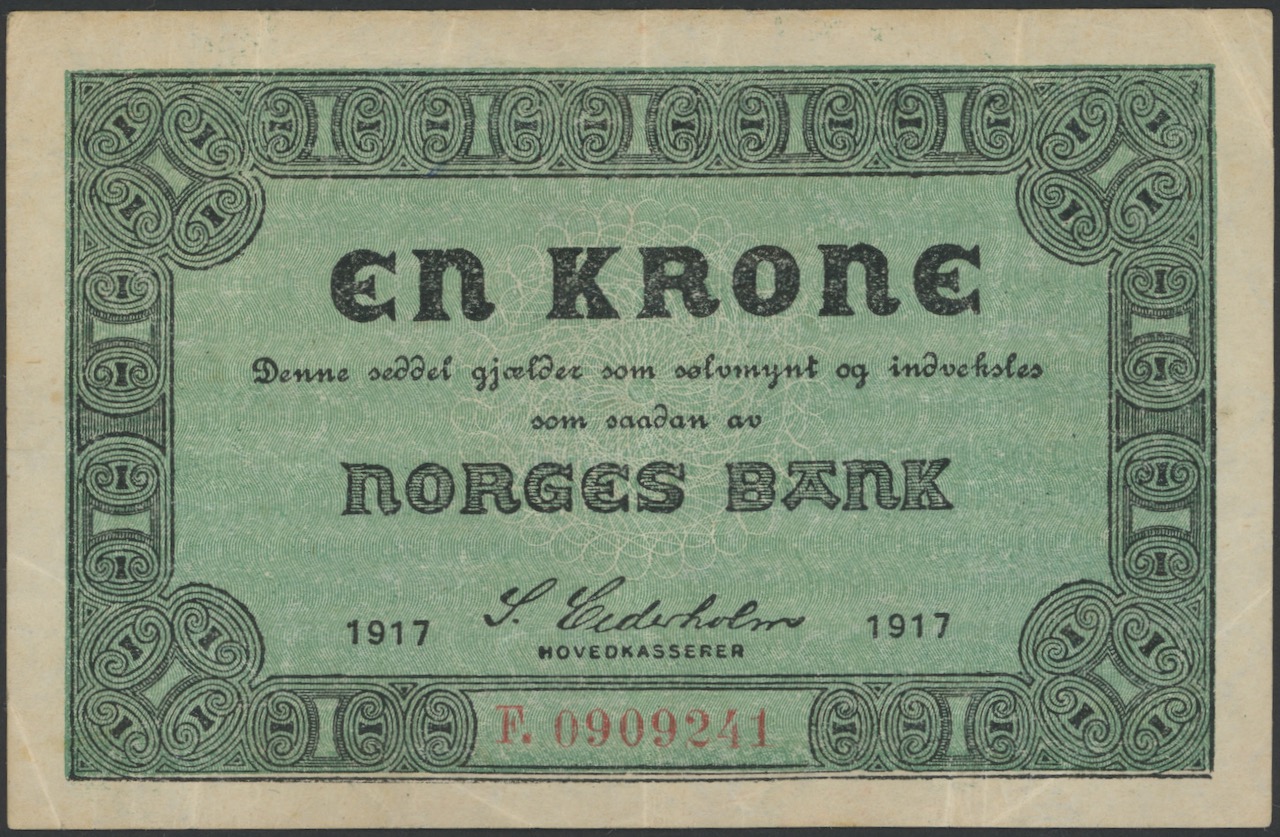 EN KRONE
Denne seddel gjælder som sølvmynt og indveksles
som saadan av
NORGES BANK
1917 S. Cederholm 1917
HOVEDKASSERER
F. 0909241